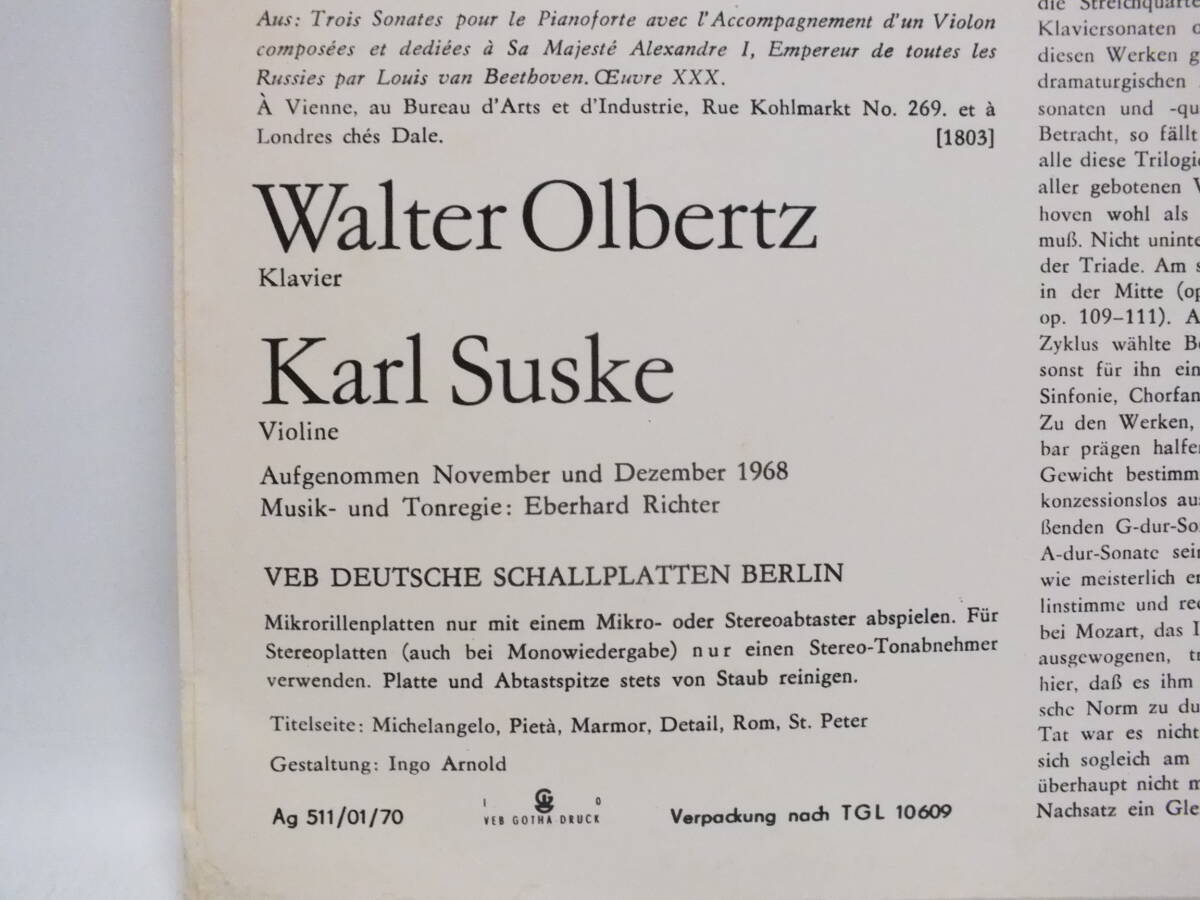 Aus: Trois Sonates pour le Pianoforte avec l'Accompagnement d'un Violon
composées et dediées à Sa Majesté Alexandre I, Empereur de toutes les
Russies par Louis van Beethoven. Œuvre XXX.
À Vienne, au Bureau d'Arts et d'Industrie, Rue Kohlmarkt No. 269. et à
Londres chés Dale. [1803]
Walter Olbertz
Klavier
Karl Suske
Violine
Aufgenommen November und Dezember 1968
Musik- und Tonregie: Eberhard Richter
VEB DEUTSCHE SCHALLPLATTEN BERLIN
Mikrorillenplatten nur mit einem Mikro- oder Stereoabtaster abspielen. Für
Stereoplatten (auch bei Monowiedergabe) nur einen Stereo-Tonabnehmer
verwenden. Platte und Abtastspitze stets von Staub reinigen.
Titelseite: Michelangelo, Pietà, Marmor, Detail, Rom, St. Peter
Gestaltung: Ingo Arnold
Ag 511/01/70
I O
VEB GOTHA DRUCK
Verpackung nach TGL 10609
die
Klaviersonaten
diesen Werken
dramaturgischen
sonaten und
Betracht, so fällt
alle diese
aller gebotenen
hoven wohl als
muß. Nicht
der Triade. Am
in der Mitte
op. 109–111).
Zyklus wählte
sonst für ihn
Sinfonie,
Zu den Werken,
bar prägen
Gewicht
konzessionslos
ßenden
A-dur-Sonate
wie meisterlich
linstimme und
bei Mozart, das
ausgewogenen,
hier, daß es ihm
sche Norm zu
Tat war es nicht
sich sogleich am
überhaupt nicht
Nachsatz ein